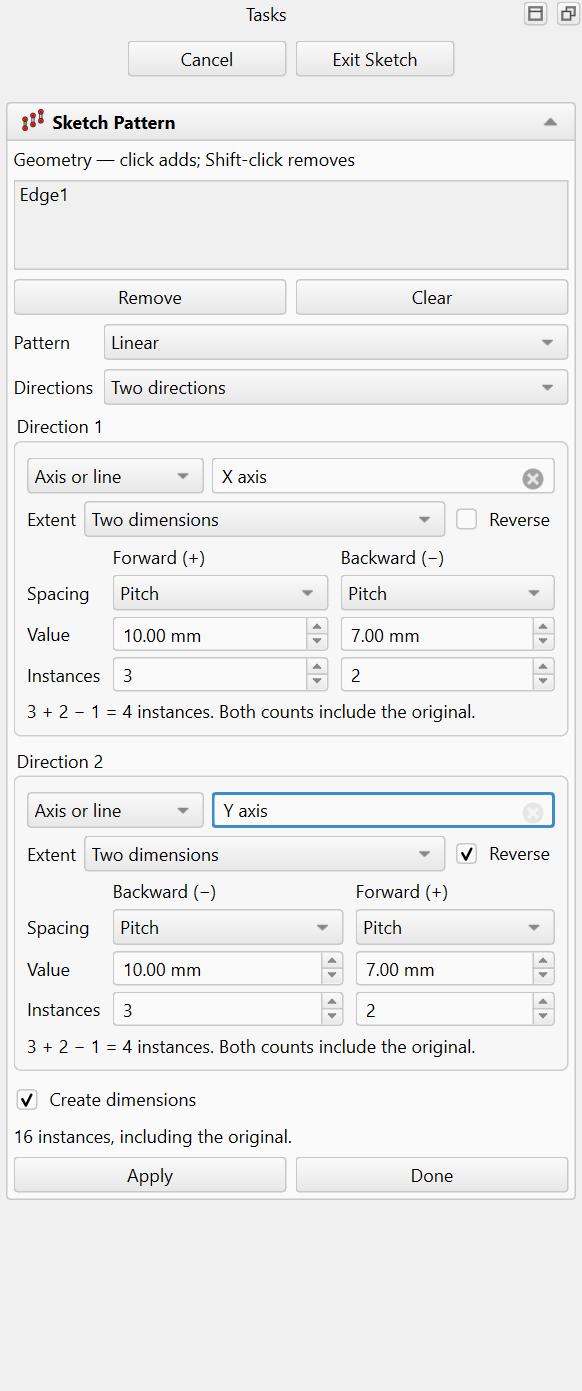 Tasks
Cancel Exit Sketch
Sketch Pattern
Geometry — click adds; Shift-click removes
Edge1
Remove Clear
Pattern Linear
Directions Two directions
Direction 1
Axis or line X axis
Extent Two dimensions Reverse
Forward (+) Backward (−)
Spacing Pitch Pitch
Value 10.00 mm 7.00 mm
Instances 3 2
3 + 2 − 1 = 4 instances. Both counts include the original.
Direction 2
Axis or line Y axis
Extent Two dimensions Reverse
Backward (−) Forward (+)
Spacing Pitch Pitch
Value 10.00 mm 7.00 mm
Instances 3 2
3 + 2 − 1 = 4 instances. Both counts include the original.
Create dimensions
16 instances, including the original.
Apply Done